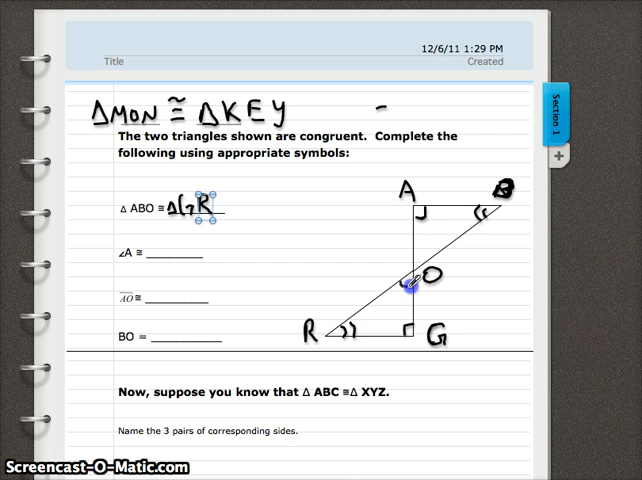 12/6/11 1:29 PM
Title Created
Section 1
ΔMON ≅ ΔKEY -
The two triangles shown are congruent. Complete the
following using appropriate symbols:
Δ ABO ≅ ΔGR
∠A ≅ ________
AO ≅ _________
BO = __________
A B
O
R G
Now, suppose you know that Δ ABC ≅ Δ XYZ.
Name the 3 pairs of corresponding sides.
Screencast-O-Matic.com